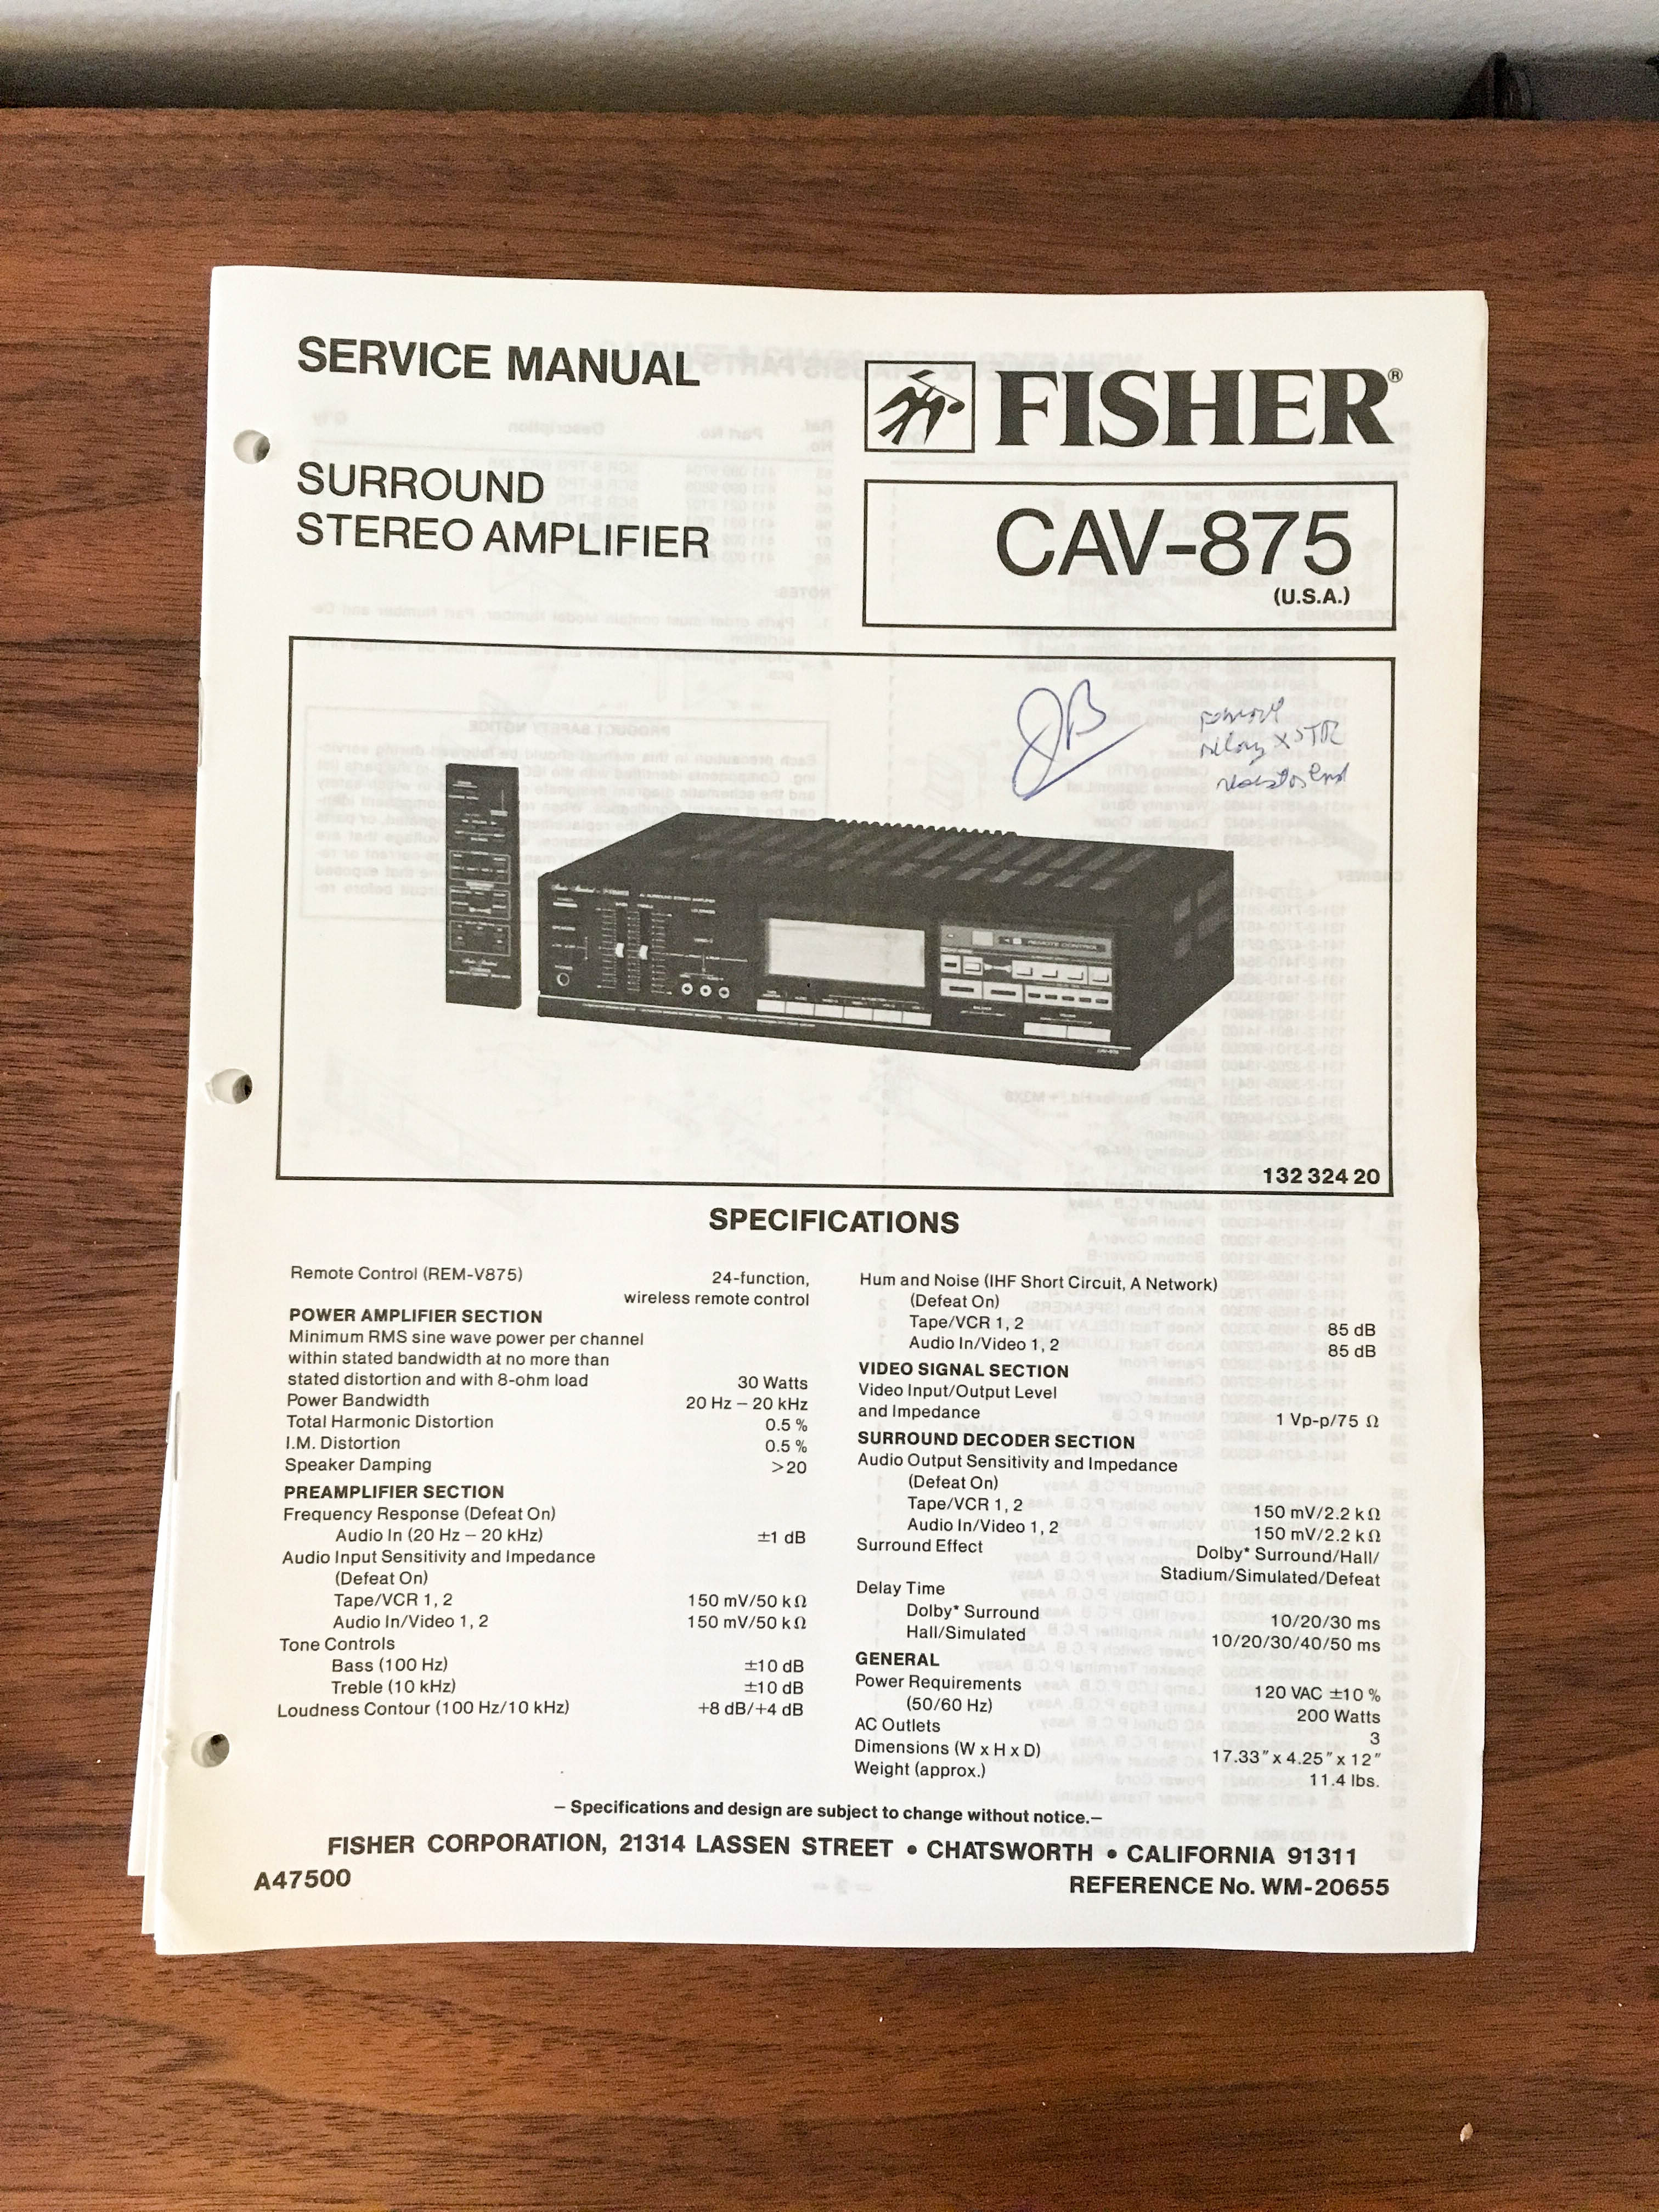 SERVICE MANUAL
FISHER®
SURROUND
STEREO AMPLIFIER
CAV-875
(U.S.A.)
JB
X STR
REMOTE CONTROL
132 324 20
SPECIFICATIONS
Remote Control (REM-V875) 24-function,
wireless remote control
POWER AMPLIFIER SECTION
Minimum RMS sine wave power per channel
within stated bandwidth at no more than
stated distortion and with 8-ohm load 30 Watts
Power Bandwidth 20 Hz – 20 kHz
Total Harmonic Distortion 0.5 %
I.M. Distortion 0.5 %
Speaker Damping >20
PREAMPLIFIER SECTION
Frequency Response (Defeat On)
Audio In (20 Hz – 20 kHz) ±1 dB
Audio Input Sensitivity and Impedance
(Defeat On)
Tape/VCR 1, 2 150 mV/50 kΩ
Audio In/Video 1, 2 150 mV/50 kΩ
Tone Controls
Bass (100 Hz) ±10 dB
Treble (10 kHz) ±10 dB
Loudness Contour (100 Hz/10 kHz) +8 dB/+4 dB
Hum and Noise (IHF Short Circuit, A Network)
(Defeat On)
Tape/VCR 1, 2 85 dB
Audio In/Video 1, 2 85 dB
VIDEO SIGNAL SECTION
Video Input/Output Level
and Impedance 1 Vp-p/75 Ω
SURROUND DECODER SECTION
Audio Output Sensitivity and Impedance
(Defeat On)
Tape/VCR 1, 2 150 mV/2.2 kΩ
Audio In/Video 1, 2 150 mV/2.2 kΩ
Surround Effect Dolby* Surround/Hall/
Stadium/Simulated/Defeat
Delay Time
Dolby* Surround 10/20/30 ms
Hall/Simulated 10/20/30/40/50 ms
GENERAL
Power Requirements 120 VAC ±10 %
(50/60 Hz) 200 Watts
AC Outlets 3
Dimensions (W x H x D) 17.33″ x 4.25″ x 12″
Weight (approx.) 11.4 lbs.
– Specifications and design are subject to change without notice.–
FISHER CORPORATION, 21314 LASSEN STREET • CHATSWORTH • CALIFORNIA 91311
A47500 REFERENCE No. WM-20655